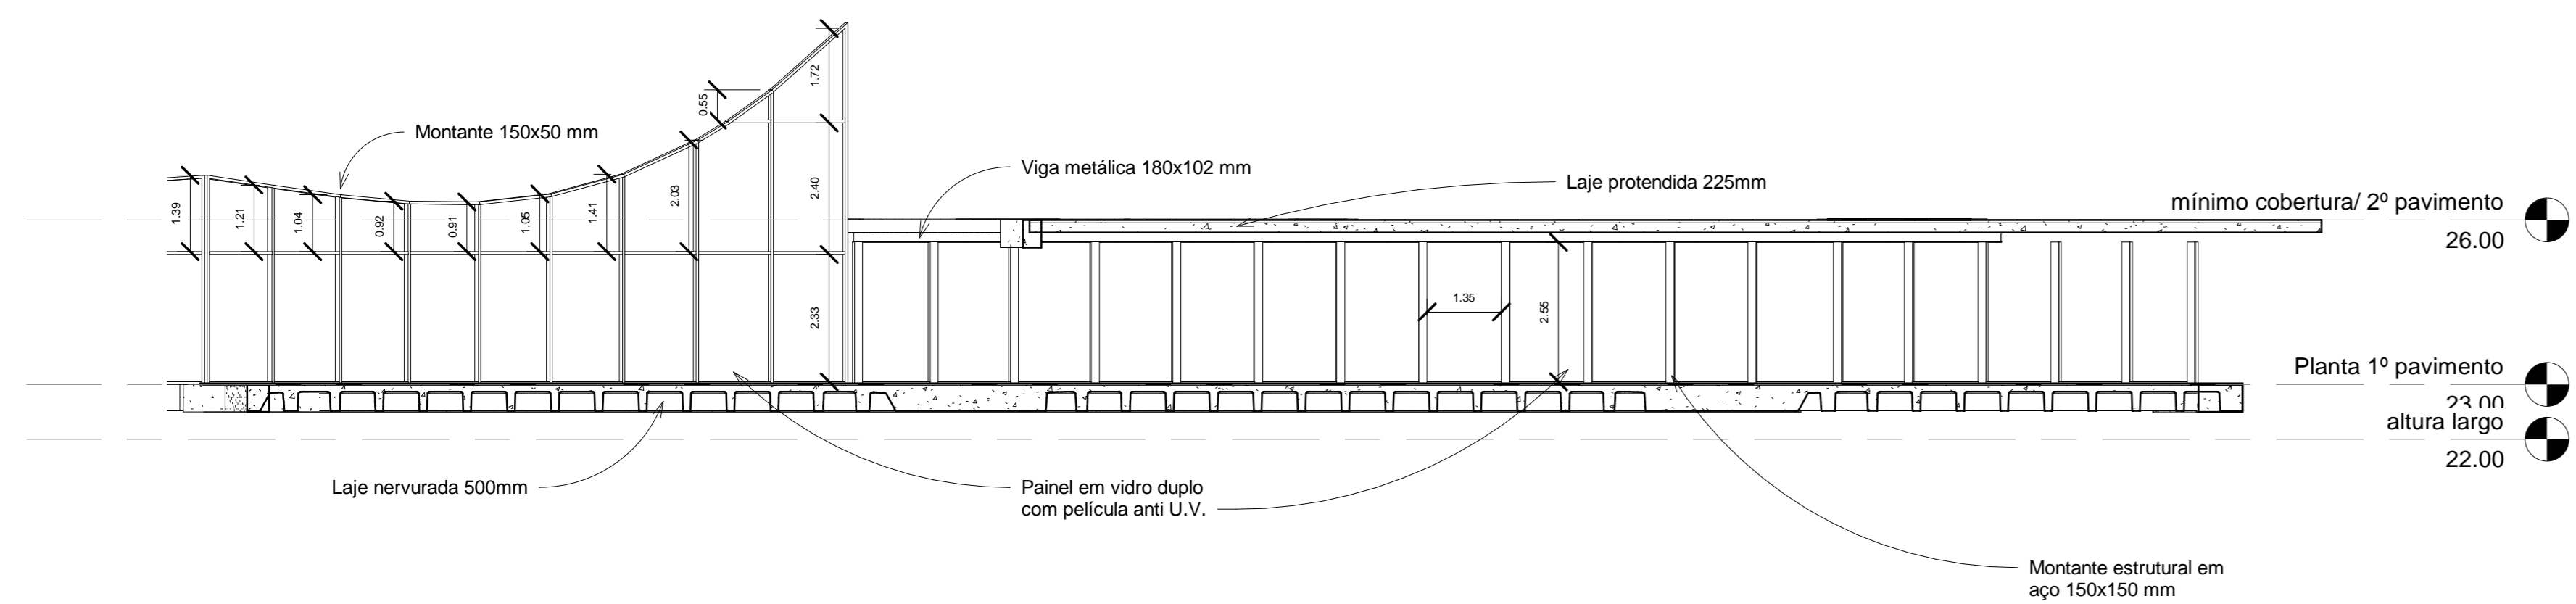 1.72
0.55
Montante 150x50 mm
Viga metálica 180x102 mm
Laje protendida 225mm
2.40
2.03
1.39
1.21
1.04
0.92
0.91
1.05
1.41
mínimo cobertura/ 2º pavimento
26.00
1.35
2.55
2.33
Planta 1º pavimento
23.00
altura largo
22.00
Laje nervurada 500mm
Painel em vidro duplo
com película anti U.V.
Montante estrutural em
aço 150x150 mm